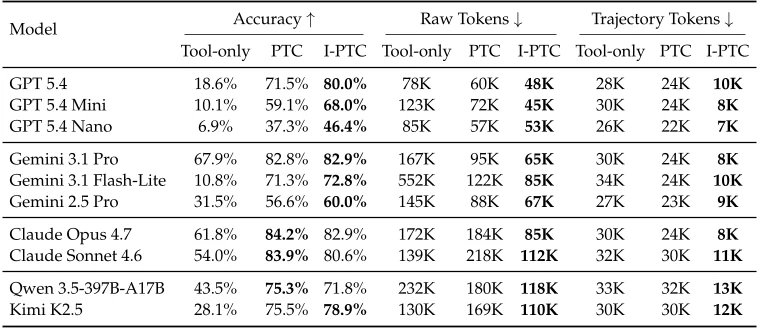 Model Accuracy ↑ Raw Tokens ↓ Trajectory Tokens ↓
Tool-only PTC I-PTC Tool-only PTC I-PTC Tool-only PTC I-PTC
GPT 5.4 18.6% 71.5% 80.0% 78K 60K 48K 28K 24K 10K
GPT 5.4 Mini 10.1% 59.1% 68.0% 123K 72K 45K 30K 24K 8K
GPT 5.4 Nano 6.9% 37.3% 46.4% 85K 57K 53K 26K 22K 7K
Gemini 3.1 Pro 67.9% 82.8% 82.9% 167K 95K 65K 30K 24K 8K
Gemini 3.1 Flash-Lite 10.8% 71.3% 72.8% 552K 122K 85K 34K 24K 10K
Gemini 2.5 Pro 31.5% 56.6% 60.0% 145K 88K 67K 27K 23K 9K
Claude Opus 4.7 61.8% 84.2% 82.9% 172K 184K 85K 30K 24K 8K
Claude Sonnet 4.6 54.0% 83.9% 80.6% 139K 218K 112K 32K 30K 11K
Qwen 3.5-397B-A17B 43.5% 75.3% 71.8% 232K 180K 118K 33K 32K 13K
Kimi K2.5 28.1% 75.5% 78.9% 130K 169K 110K 30K 30K 12K